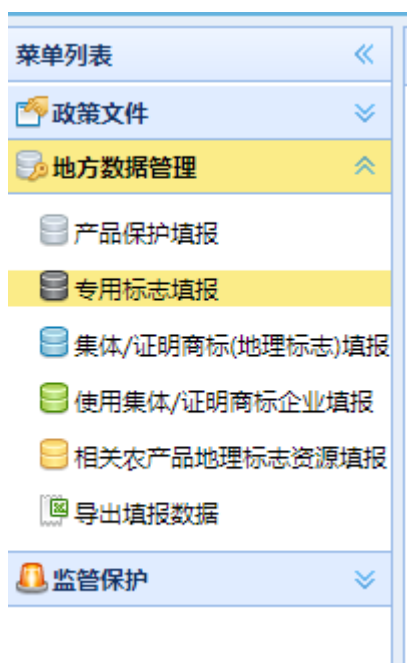 菜单列表
政策文件
地方数据管理
产品保护填报
专用标志填报
集体/证明商标(地理标志)填报
使用集体/证明商标企业填报
相关农产品地理标志资源填报
导出填报数据
监管保护